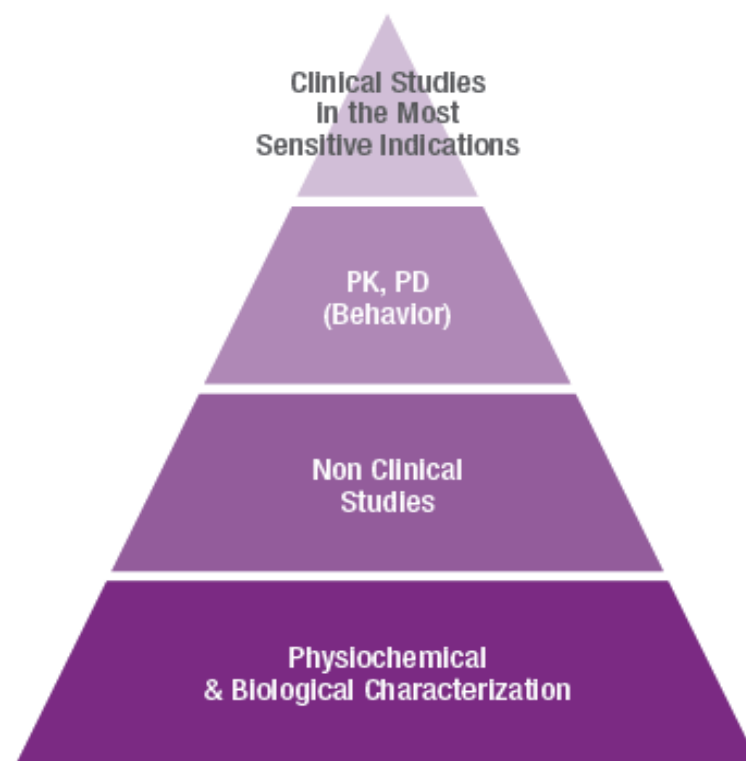 Clinical Studies
in the Most
Sensitive Indications
PK, PD
(Behavior)
Non Clinical
Studies
Physiochemical
& Biological Characterization